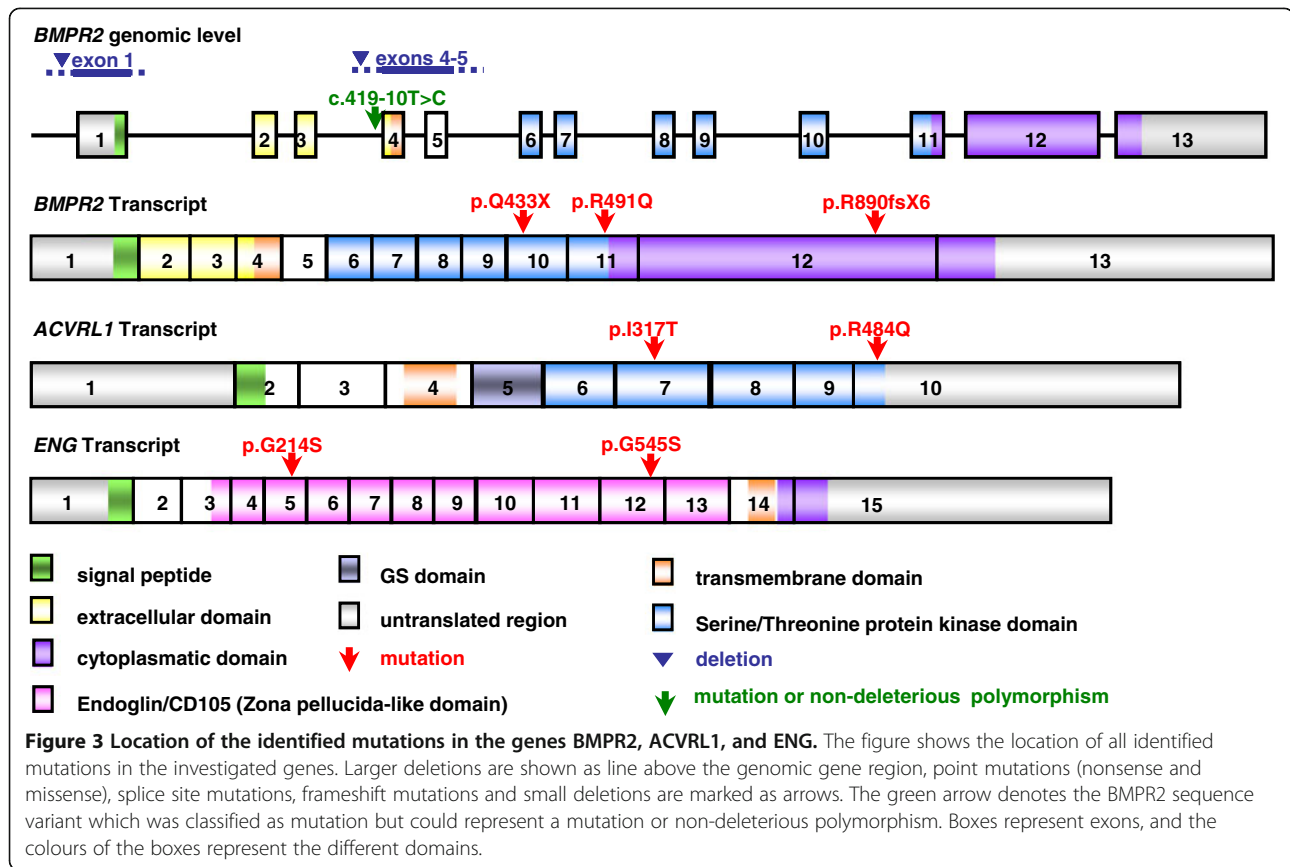 BMPR2 genomic level
exon 1 exons 4-5
c.419-10T>C
1 2 3 4 5 6 7 8 9 10 11 12 13
BMPR2 Transcript p.Q433X p.R491Q p.R890fsX6
1 2 3 4 5 6 7 8 9 10 11 12 13
ACVRL1 Transcript p.I317T p.R484Q
1 2 3 4 5 6 7 8 9 10
ENG Transcript p.G214S p.G545S
1 2 3 4 5 6 7 8 9 10 11 12 13 14 15
signal peptide GS domain transmembrane domain
extracellular domain untranslated region Serine/Threonine protein kinase domain
cytoplasmatic domain mutation deletion
Endoglin/CD105 (Zona pellucida-like domain) mutation or non-deleterious polymorphism
Figure 3 Location of the identified mutations in the genes BMPR2, ACVRL1, and ENG. The figure shows the location of all identified
mutations in the investigated genes. Larger deletions are shown as line above the genomic gene region, point mutations (nonsense and
missense), splice site mutations, frameshift mutations and small deletions are marked as arrows. The green arrow denotes the BMPR2 sequence
variant which was classified as mutation but could represent a mutation or non-deleterious polymorphism. Boxes represent exons, and the
colours of the boxes represent the different domains.